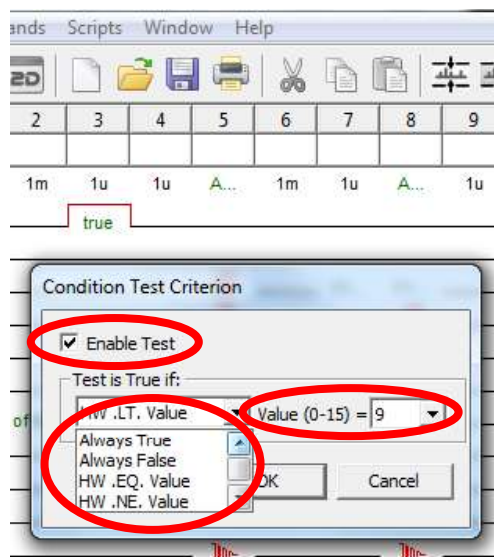 ands Scripts Window Help
2D
2 3 4 5 6 7 8 9
1m 1u 1u A... 1m 1u A... 1u
true
Condition Test Criterion
Enable Test
Test is True if:
of
HW .LT. Value Value (0-15) = 9
Always True
Always False
HW .EQ. Value
HW .NE. Value
OK Cancel